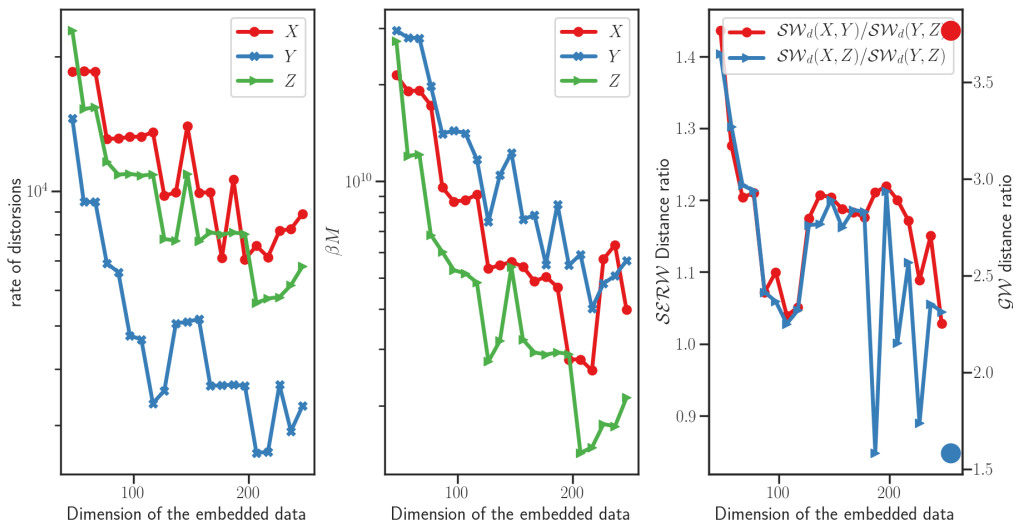 rate of distorsions
10^4
X
Y
Z
100
200
Dimension of the embedded data
βM
10^10
X
Y
Z
100
200
Dimension of the embedded data
SERW Distance ratio
1.4
1.3
1.2
1.1
1.0
0.9
SW_d(X,Y)/SW_d(Y,Z)
SW_d(X,Z)/SW_d(Y,Z)
100
200
Dimension of the embedded data
3.5
3.0
2.5
2.0
1.5
GW distance ratio